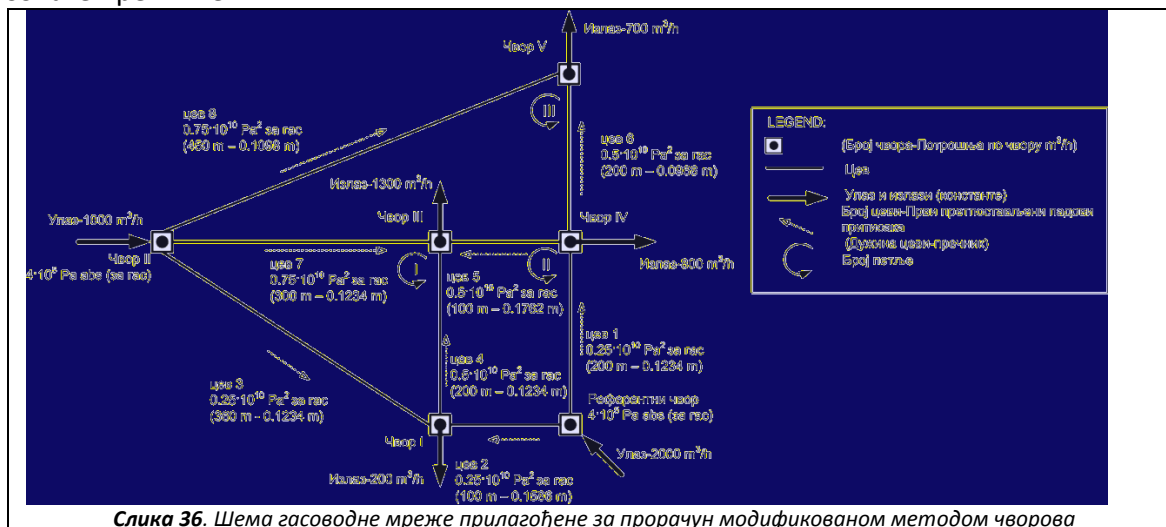 Излаз-700 m³/h
Чвор V
III
цев 8
0.75·10¹⁰ Pa² за гас
(450 m – 0.1098 m)
цев 6
0.5·10¹⁰ Pa² за гас
(200 m – 0.0968 m)
Излаз-1300 m³/h
Улаз-1000 m³/h
Чвор III
Чвор IV
Чвор II
4·10⁵ Pa abs (за гас)
I
II
Излаз-800 m³/h
цев 7
0.75·10¹⁰ Pa² за гас
(300 m – 0.1234 m)
цев 5
0.5·10¹⁰ Pa² за гас
(100 m – 0.1762 m)
цев 1
0.25·10¹⁰ Pa² за гас
(200 m – 0.1234 m)
цев 4
0.5·10¹⁰ Pa² за гас
(200 m – 0.1234 m)
цев 3
0.25·10¹⁰ Pa² за гас
(360 m – 0.1234 m)
Референтни чвор
4·10⁵ Pa abs (за гас)
Чвор I
Улаз-2000 m³/h
Излаз-200 m³/h
цев 2
0.25·10¹⁰ Pa² за гас
(100 m – 0.1586 m)
LEGEND:
(Број чвора-Потрошња по чвору m³/h)
Цев
Улаз и излази (константе)
Број цеви-Први претпостављени падови
притисака
(Дужина цеви-пречник)
Број петље
Слика 36. Шема гасоводне мреже прилагођене за прорачун модификованом методом чворова